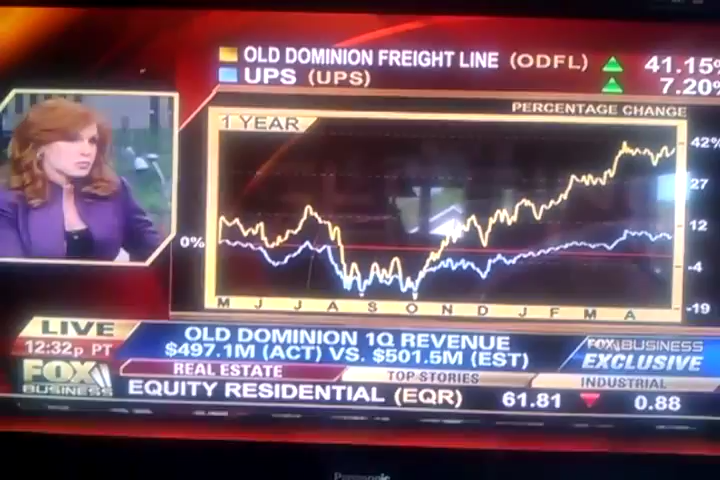 OLD DOMINION FREIGHT LINE (ODFL) 41.15%
UPS (UPS) 7.20%
PERCENTAGE CHANGE
1 YEAR
42%
27
12
0%
-4
-19
M J J A S O N D J F M A
LIVE
12:32p PT
OLD DOMINION 1Q REVENUE
$497.1M (ACT) VS. $501.5M (EST)
FOX BUSINESS
EXCLUSIVE
REAL ESTATE TOP STORIES INDUSTRIAL
FOX
BUSINESS
EQUITY RESIDENTIAL (EQR) 61.81 0.88
Panasonic